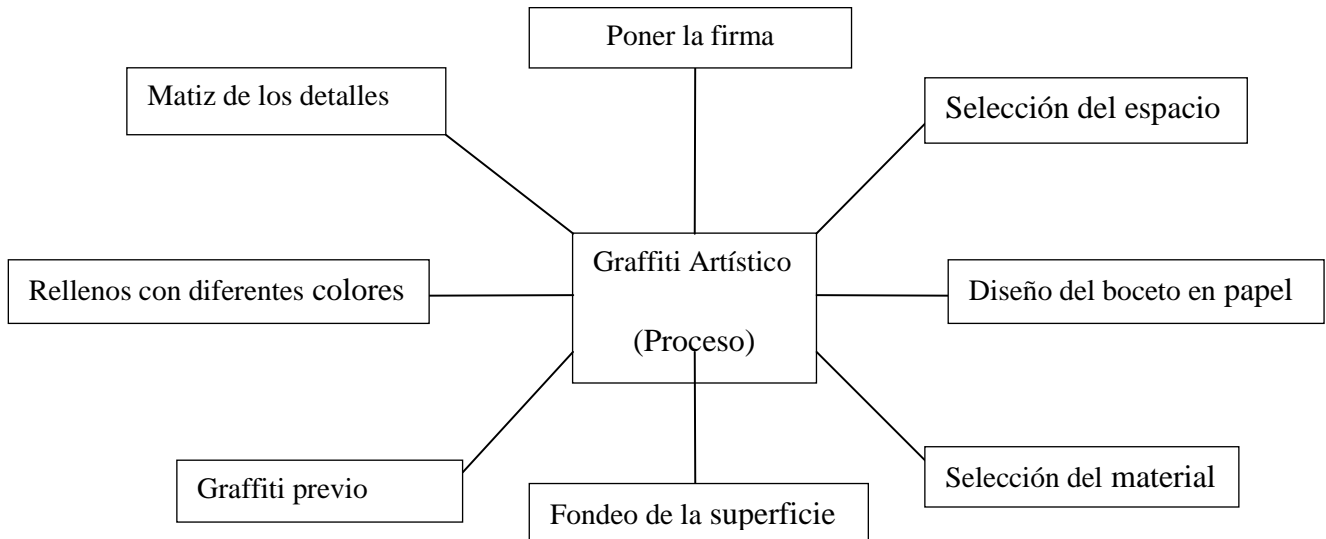 Poner la firma
Matiz de los detalles
Selección del espacio
Graffiti Artístico
(Proceso)
Rellenos con diferentes colores
Diseño del boceto en papel
Graffiti previo
Fondeo de la superficie
Selección del material